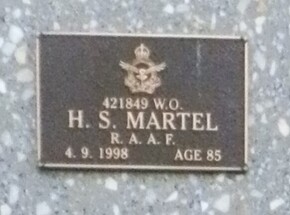 421849 W.O.
H. S. MARTEL
R. A. A. F.
4. 9. 1998 AGE 85